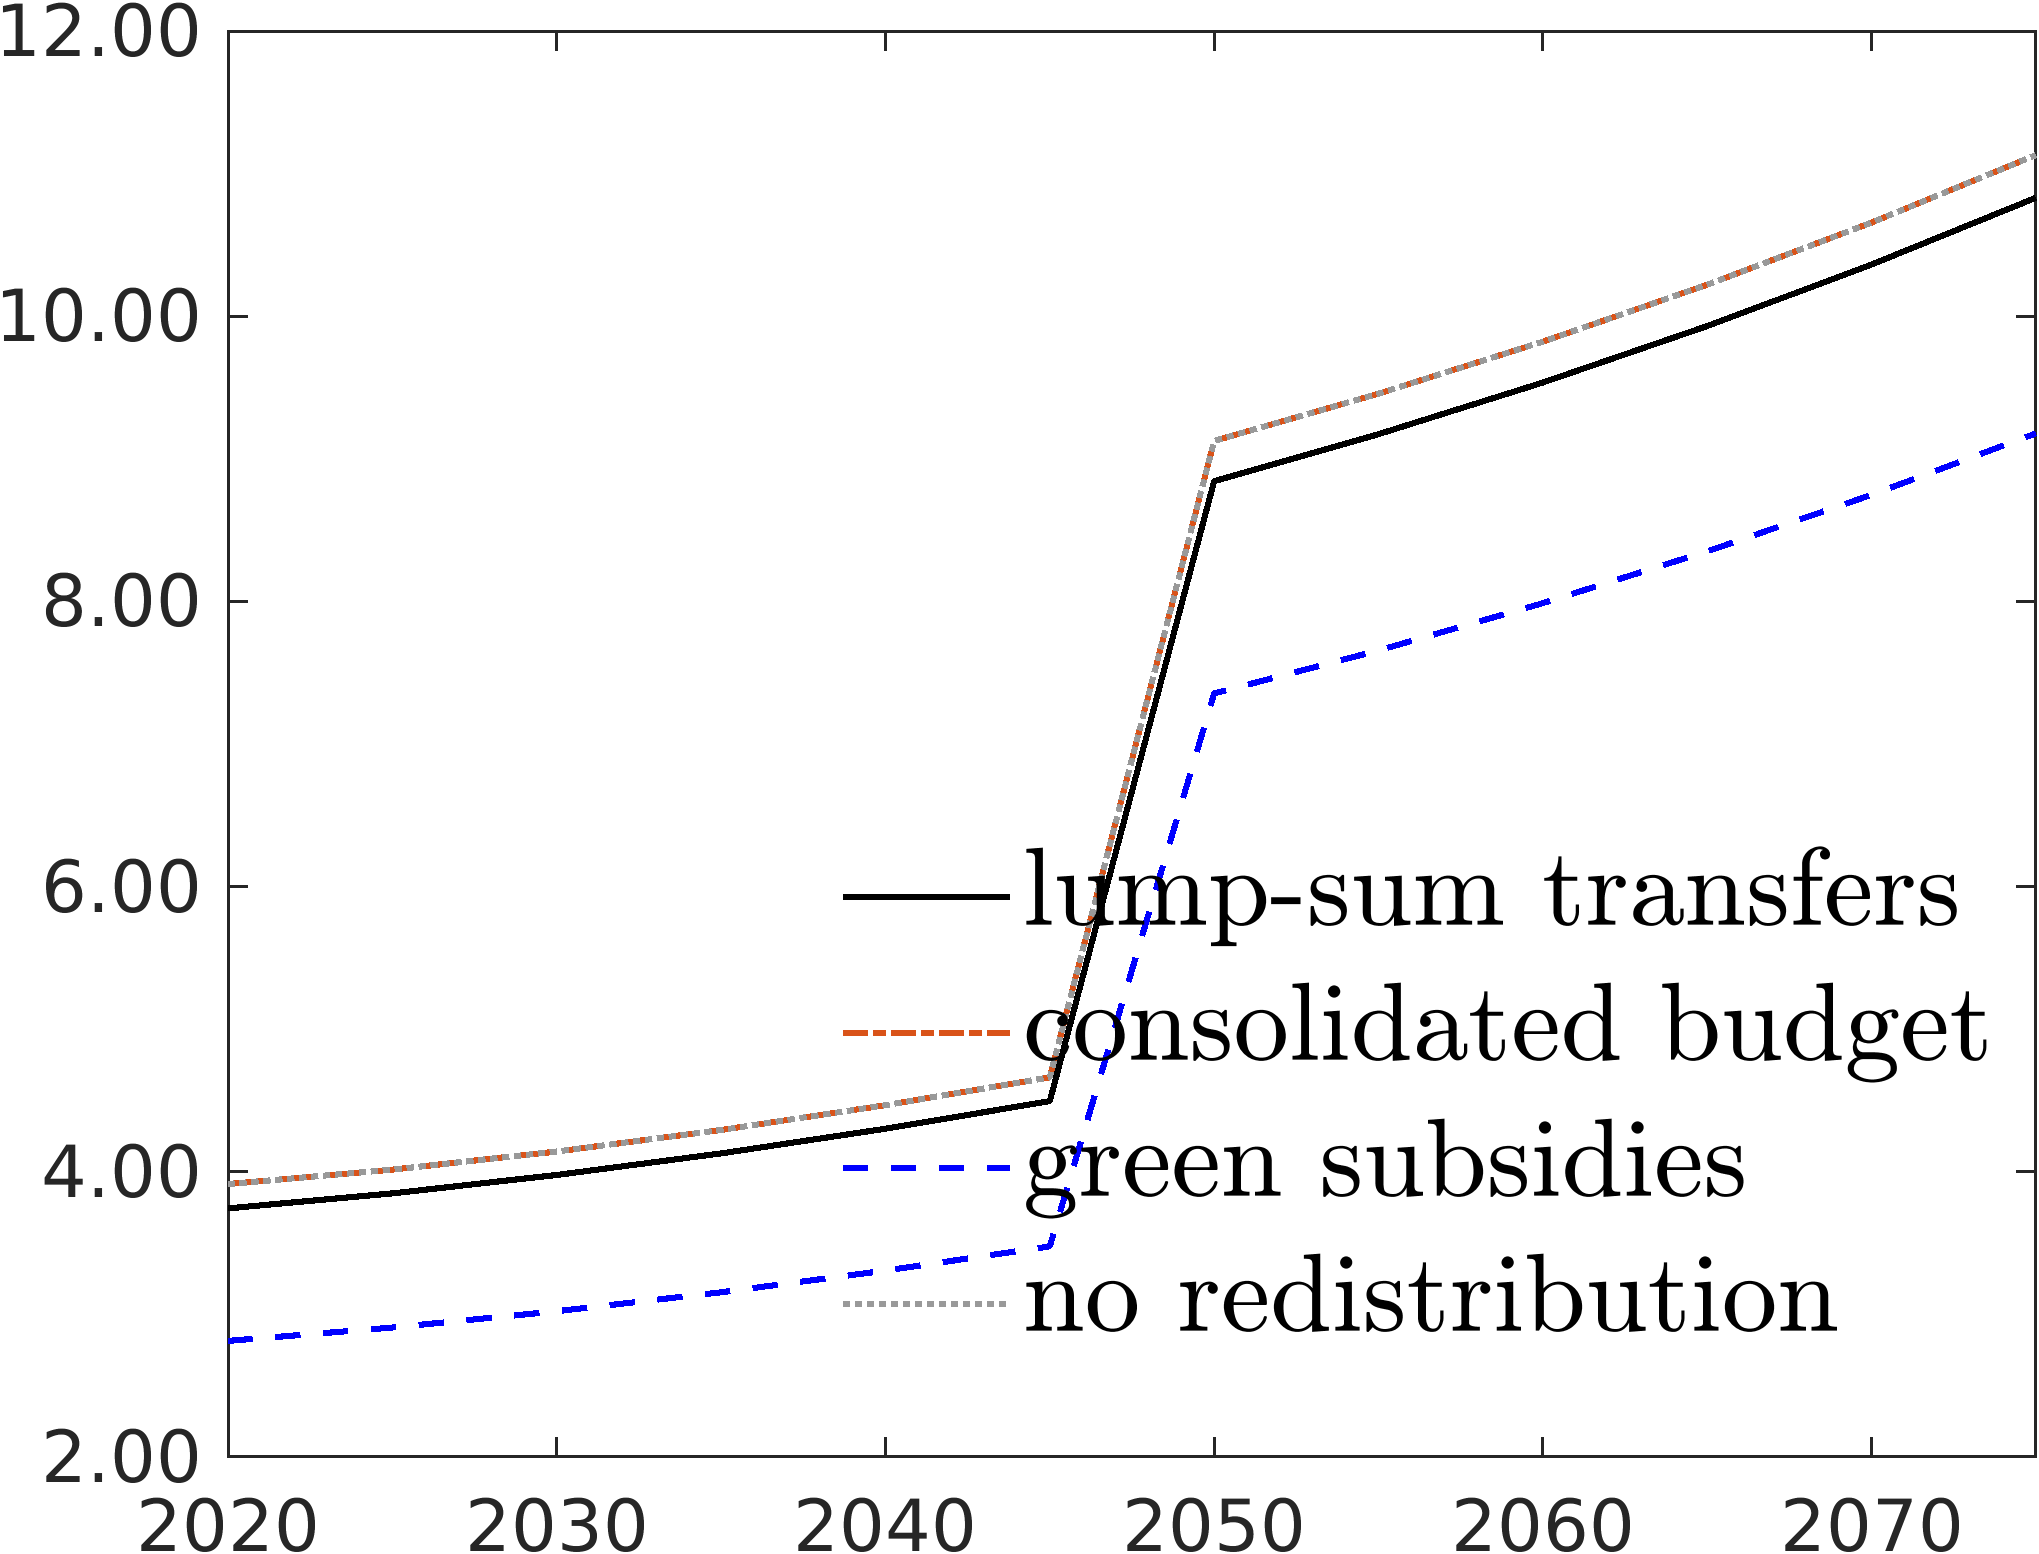 12.00
10.00
8.00
6.00
4.00
2.00
2020 2030 2040 2050 2060 2070
lump-sum transfers
consolidated budget
green subsidies
no redistribution